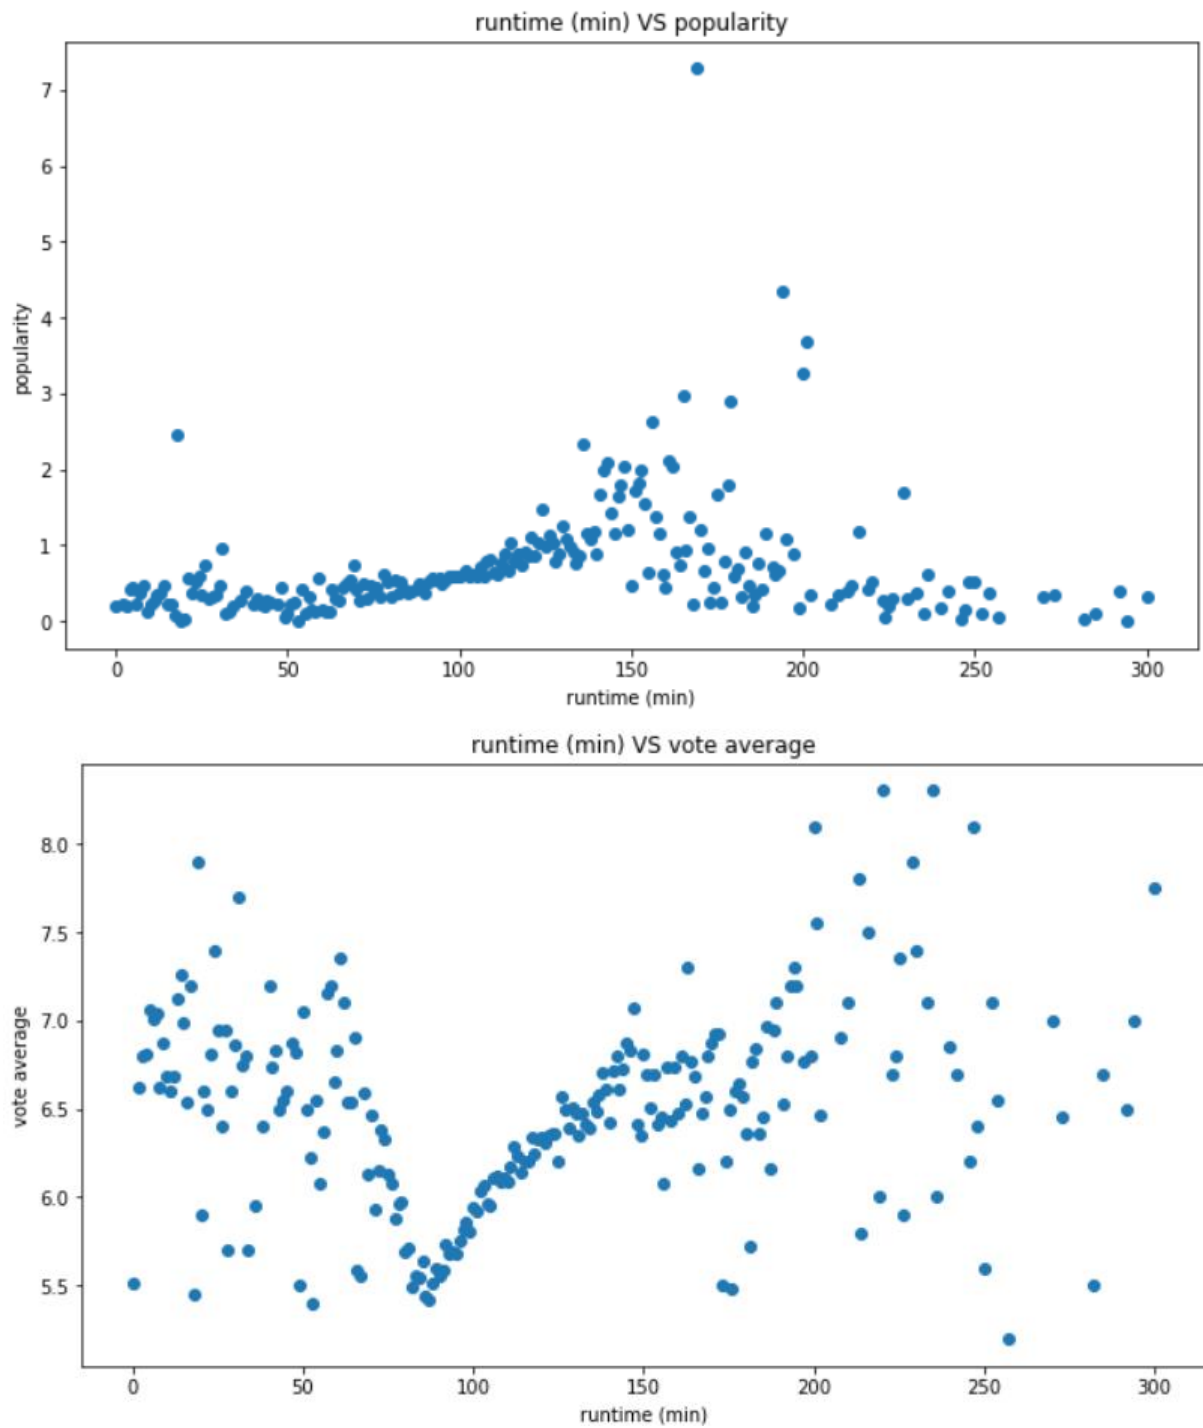 runtime (min) VS popularity
7
6
5
4
3
2
1
0
popularity
0 50 100 150 200 250 300
runtime (min)
runtime (min) VS vote average
8.0
7.5
7.0
6.5
6.0
5.5
vote average
0 50 100 150 200 250 300
runtime (min)